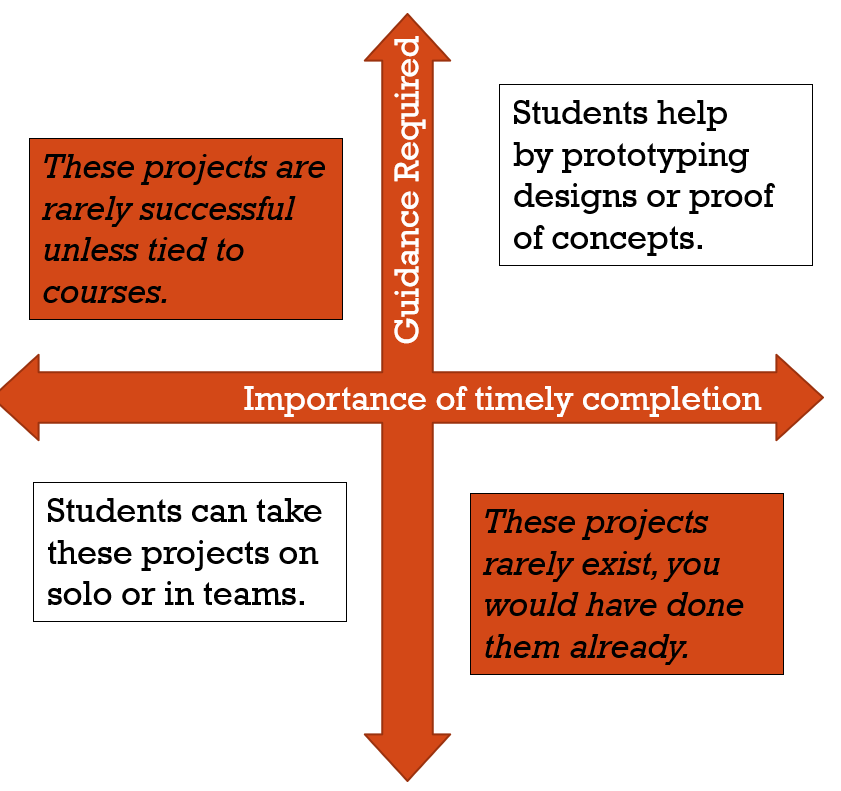 Guidance Required
Students help
by prototyping
designs or proof
of concepts.
These projects are
rarely successful
unless tied to
courses.
Importance of timely completion
Students can take
these projects on
solo or in teams.
These projects
rarely exist, you
would have done
them already.